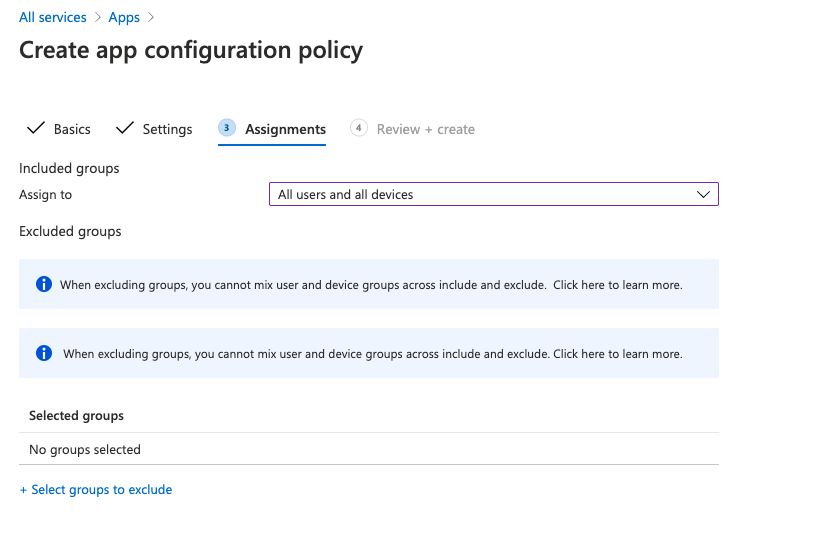 All services > Apps >
Create app configuration policy
Basics Settings 3 Assignments 4 Review + create
Included groups
Assign to All users and all devices
Excluded groups
When excluding groups, you cannot mix user and device groups across include and exclude. Click here to learn more.
When excluding groups, you cannot mix user and device groups across include and exclude. Click here to learn more.
Selected groups
No groups selected
+ Select groups to exclude